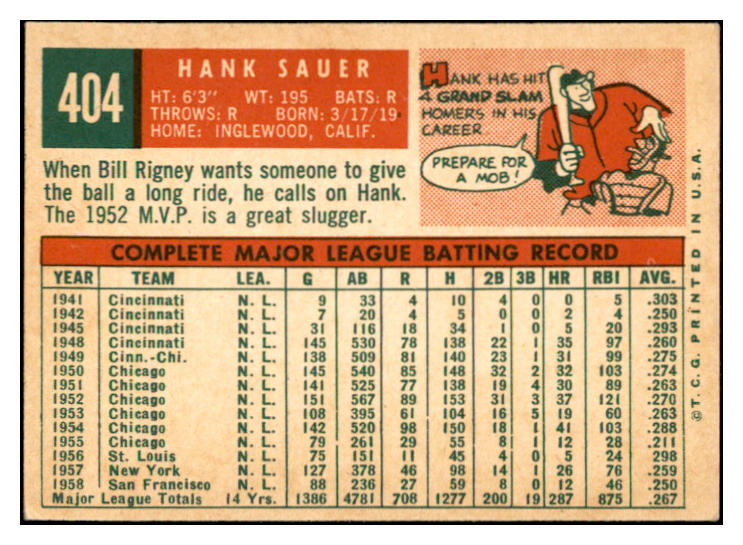 404
HANK SAUER
HT: 6'3" WT: 195 BATS: R
THROWS: R BORN: 3/17/19
HOME: INGLEWOOD, CALIF.
When Bill Rigney wants someone to give
the ball a long ride, he calls on Hank.
The 1952 M.V.P. is a great slugger.
HANK HAS HIT
4 GRAND SLAM
HOMERS IN HIS
CAREER
PREPARE FOR
A MOB!
COMPLETE MAJOR LEAGUE BATTING RECORD
YEAR TEAM LEA. G AB R H 2B 3B HR RBI AVG.
1941 Cincinnati N. L. 9 33 4 10 4 0 0 5 .303
1942 Cincinnati N. L. 7 20 4 5 0 0 2 4 .250
1945 Cincinnati N. L. 31 116 18 34 1 0 5 20 .293
1948 Cincinnati N. L. 145 530 78 138 22 1 35 97 .260
1949 Cinn.-Chi. N. L. 138 509 81 140 23 1 31 99 .275
1950 Chicago N. L. 145 540 85 148 32 2 32 103 .274
1951 Chicago N. L. 141 525 77 138 19 4 30 89 .263
1952 Chicago N. L. 151 567 89 153 31 3 37 121 .270
1953 Chicago N. L. 108 395 61 104 16 5 19 60 .263
1954 Chicago N. L. 142 520 98 150 18 1 41 103 .288
1955 Chicago N. L. 79 261 29 55 8 1 12 28 .211
1956 St. Louis N. L. 75 151 11 45 4 0 5 24 .298
1957 New York N. L. 127 378 46 98 14 1 26 76 .259
1958 San Francisco N. L. 88 236 27 59 8 0 12 46 .250
Major League Totals 14 Yrs. 1386 4781 708 1277 200 19 287 875 .267
© T. C. G. PRINTED IN U.S.A.